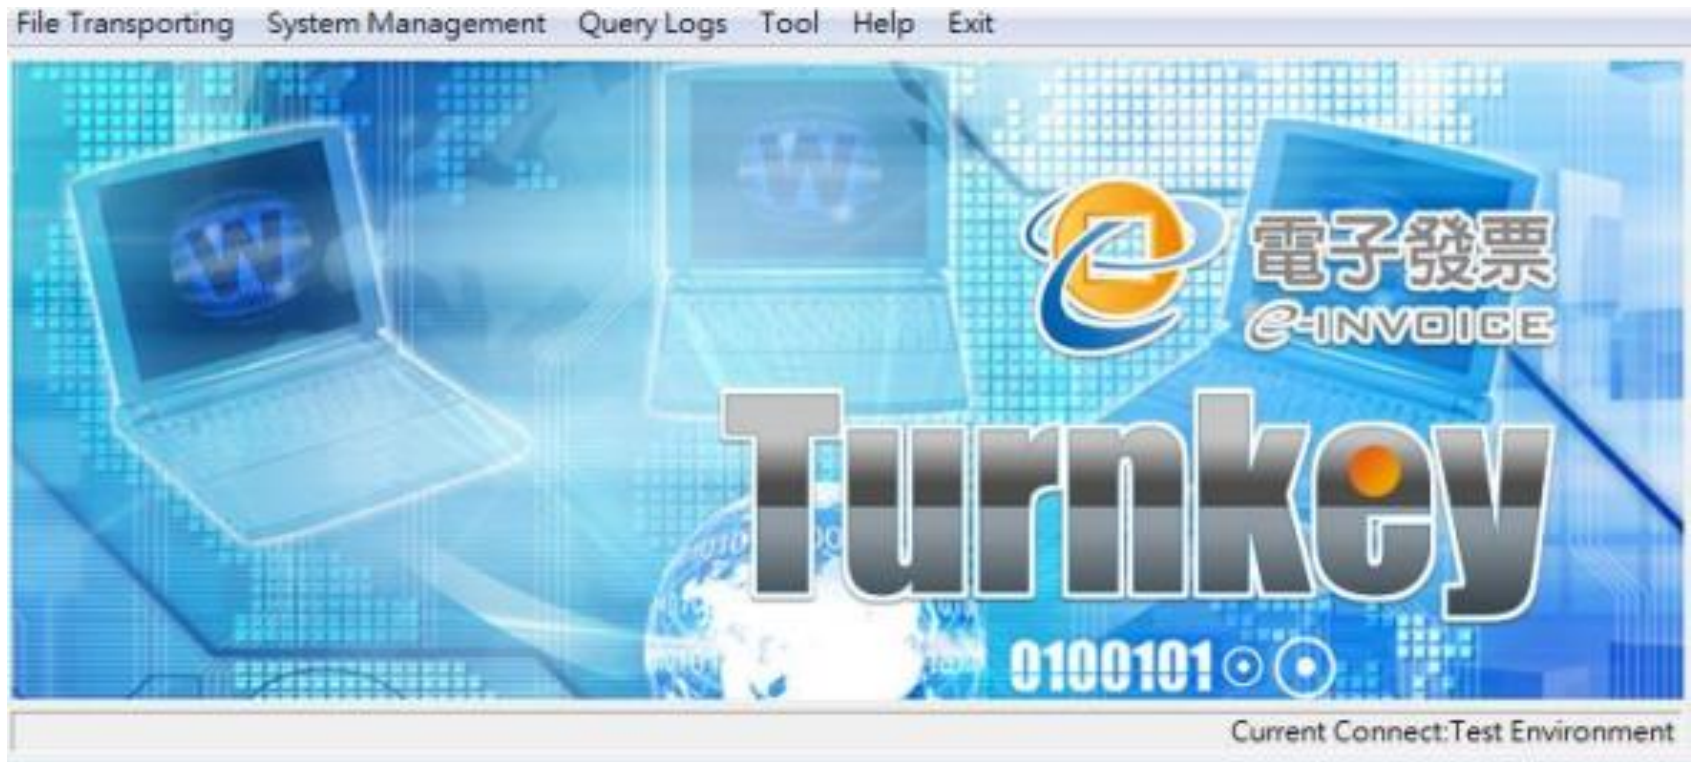 File Transporting System Management Query Logs Tool Help Exit
W
W
電子發票
e-INVOICE
Turnkey
0100101
Current Connect:Test Environment